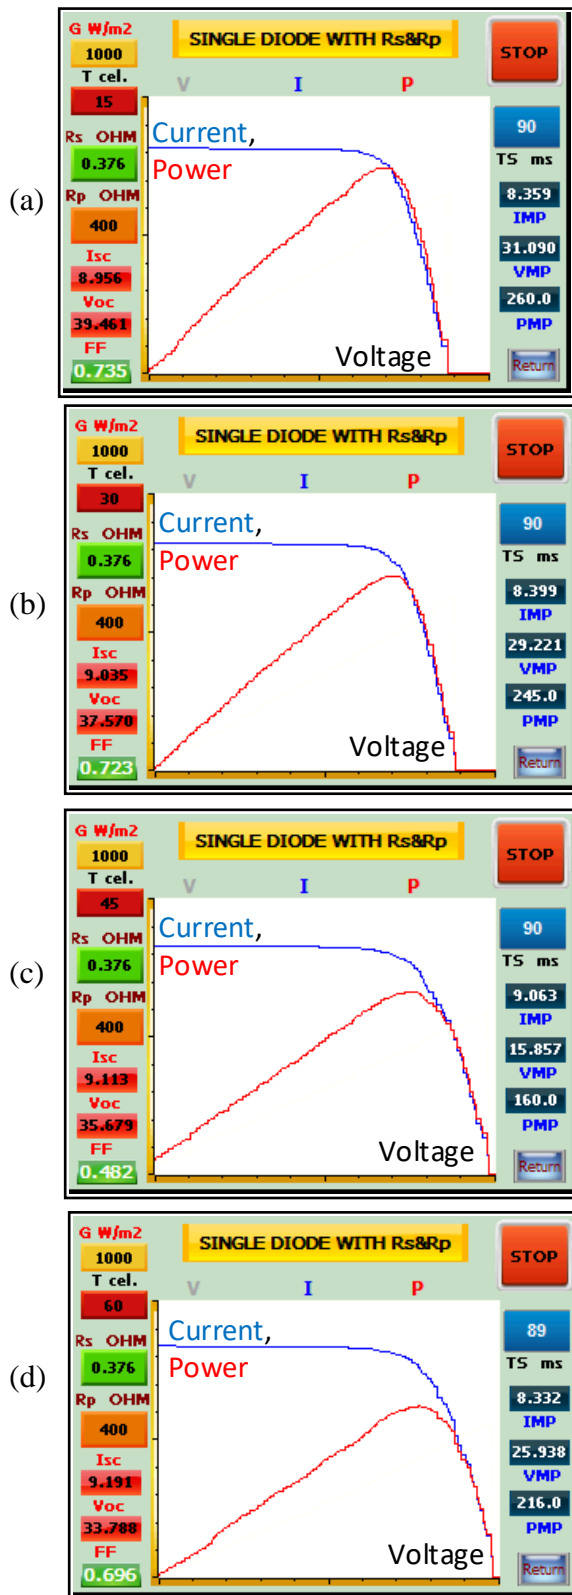 (a)
G W/m2
1000
T cel.
15
Rs OHM
0.376
Rp OHM
400
Isc
8.956
Voc
39.461
FF
0.735
SINGLE DIODE WITH Rs&Rp
V I P
Current,
Power
Voltage
STOP
90
TS ms
8.359
IMP
31.090
VMP
260.0
PMP
Return
(b)
G W/m2
1000
T cel.
30
Rs OHM
0.376
Rp OHM
400
Isc
9.035
Voc
37.570
FF
0.723
SINGLE DIODE WITH Rs&Rp
V I P
Current,
Power
Voltage
STOP
90
TS ms
8.399
IMP
29.221
VMP
245.0
PMP
Return
(c)
G W/m2
1000
T cel.
45
Rs OHM
0.376
Rp OHM
400
Isc
9.113
Voc
35.679
FF
0.482
SINGLE DIODE WITH Rs&Rp
V I P
Current,
Power
Voltage
STOP
90
TS ms
9.063
IMP
15.857
VMP
160.0
PMP
Return
(d)
G W/m2
1000
T cel.
60
Rs OHM
0.376
Rp OHM
400
Isc
9.191
Voc
33.788
FF
0.696
SINGLE DIODE WITH Rs&Rp
V I P
Current,
Power
Voltage
STOP
89
TS ms
8.332
IMP
25.938
VMP
216.0
PMP
Return